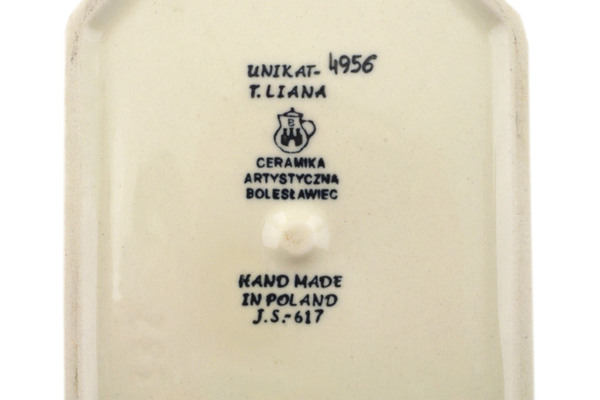 UNIKAT- 4956
T. LIANA
B
CERAMIKA
ARTYSTYCZNA
BOLESŁAWIEC
HAND MADE
IN POLAND
J.S.-617